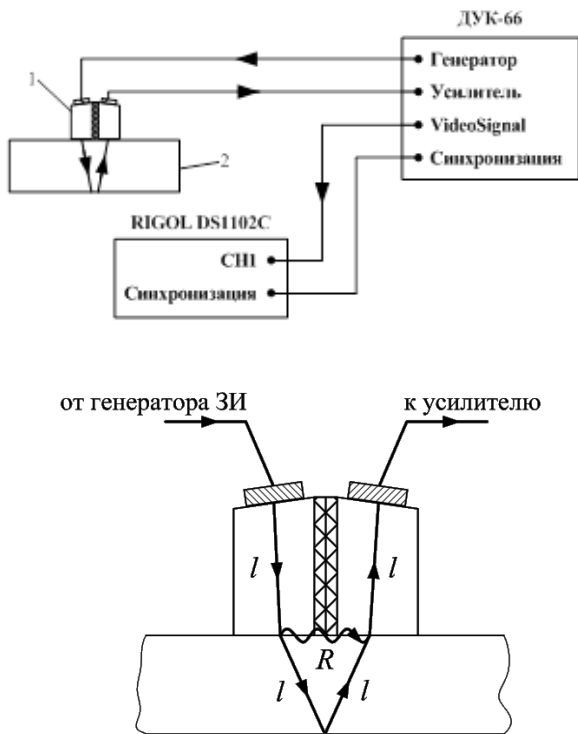 ДУК-66
Генератор
Усилитель
VideoSignal
Синхронизация
1
2
RIGOL DS1102C
CH1
Синхронизация
от генератора ЗИ
к усилителю
l
l
R
l
l